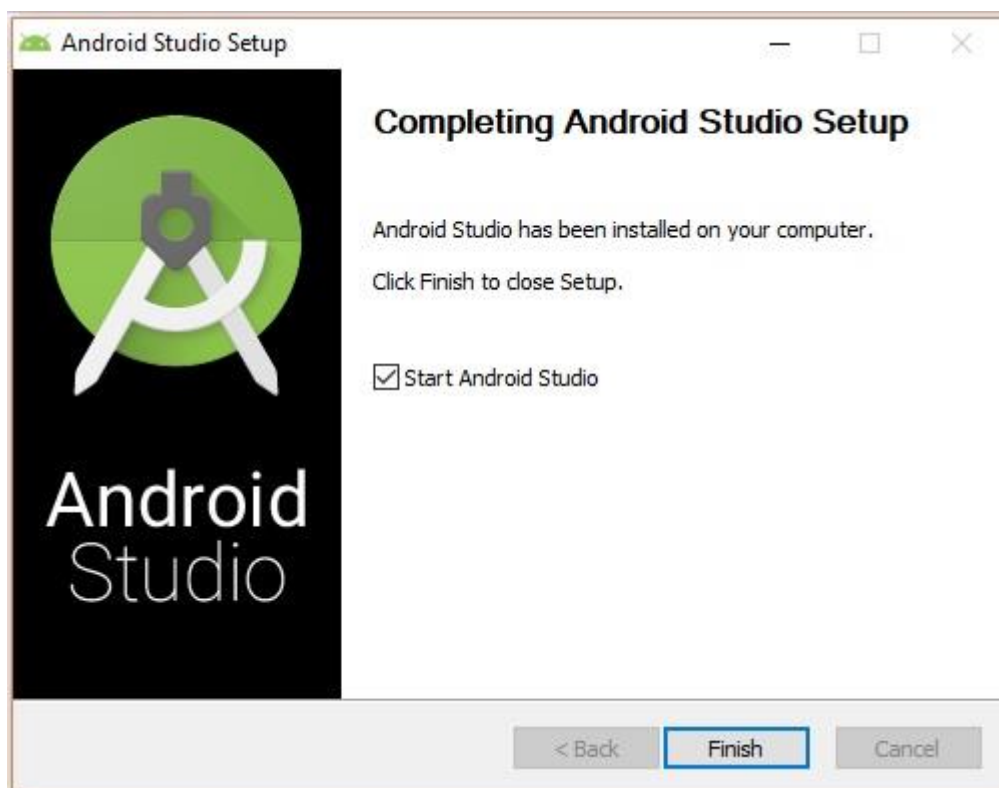 Android Studio Setup
Completing Android Studio Setup
Android Studio has been installed on your computer.
Click Finish to close Setup.
Start Android Studio
Android
Studio
< Back
Finish
Cancel